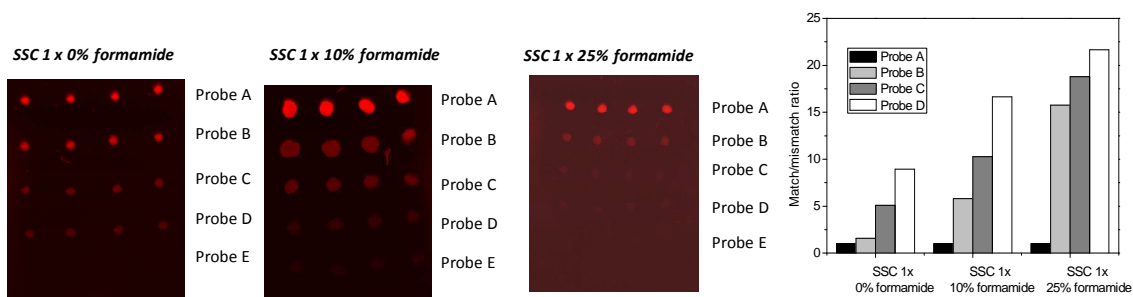 SSC 1 x 0% formamide
Probe A
Probe B
Probe C
Probe D
Probe E
SSC 1 x 10% formamide
Probe A
Probe B
Probe C
Probe D
Probe E
SSC 1 x 25% formamide
Probe A
Probe B
Probe C
Probe D
Probe E
Match/mismatch ratio
25
20
15
10
5
0
Probe A
Probe B
Probe C
Probe D
SSC 1x
0% formamide
SSC 1x
10% formamide
SSC 1x
25% formamide